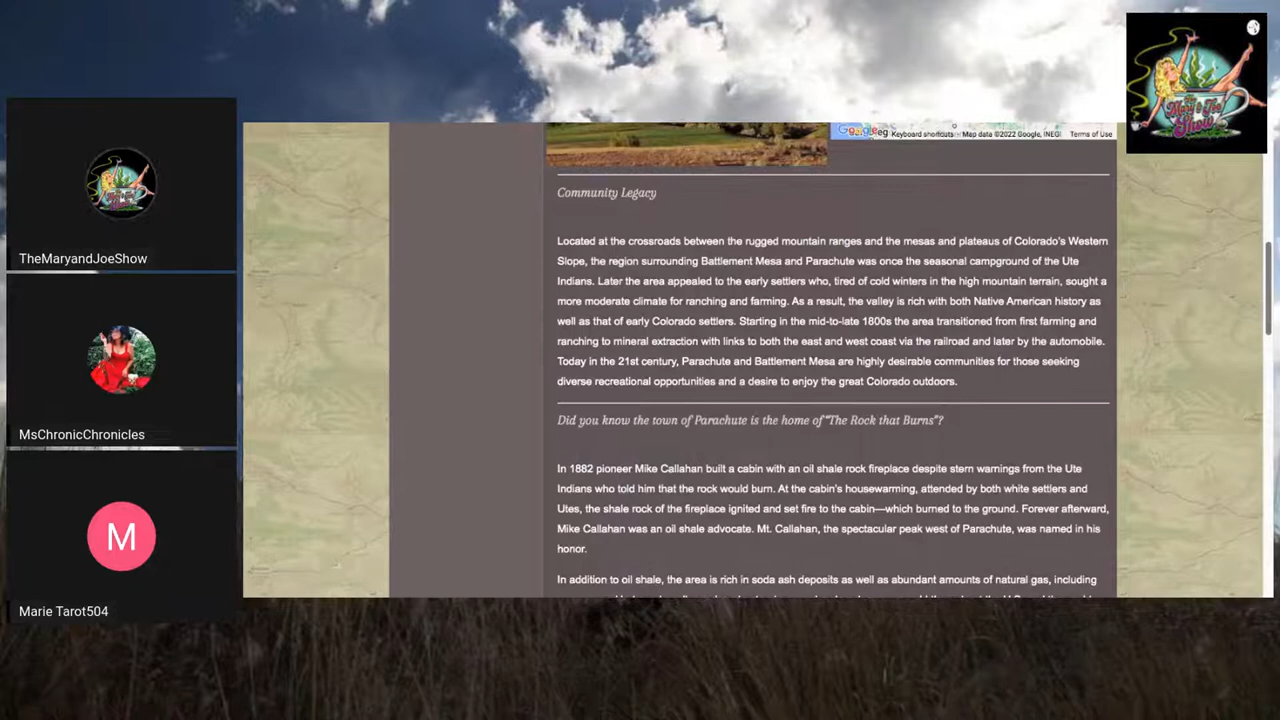 The
Mary & Joe
Show
TheMaryandJoeShow
MsChronicChronicles
M
Marie Tarot504
Google
Keyboard shortcuts
Map data ©2022 Google, INEGI
Terms of Use
Community Legacy
Located at the crossroads between the rugged mountain ranges and the mesas and plateaus of Colorado's Western
Slope, the region surrounding Battlement Mesa and Parachute was once the seasonal campground of the Ute
Indians. Later the area appealed to the early settlers who, tired of cold winters in the high mountain terrain, sought a
more moderate climate for ranching and farming. As a result, the valley is rich with both Native American history as
well as that of early Colorado settlers. Starting in the mid-to-late 1800s the area transitioned from first farming and
ranching to mineral extraction with links to both the east and west coast via the railroad and later by the automobile.
Today in the 21st century, Parachute and Battlement Mesa are highly desirable communities for those seeking
diverse recreational opportunities and a desire to enjoy the great Colorado outdoors.
Did you know the town of Parachute is the home of "The Rock that Burns"?
In 1882 pioneer Mike Callahan built a cabin with an oil shale rock fireplace despite stern warnings from the Ute
Indians who told him that the rock would burn. At the cabin's housewarming, attended by both white settlers and
Utes, the shale rock of the fireplace ignited and set fire to the cabin—which burned to the ground. Forever afterward,
Mike Callahan was an oil shale advocate. Mt. Callahan, the spectacular peak west of Parachute, was named in his
honor.
In addition to oil shale, the area is rich in soda ash deposits as well as abundant amounts of natural gas, including